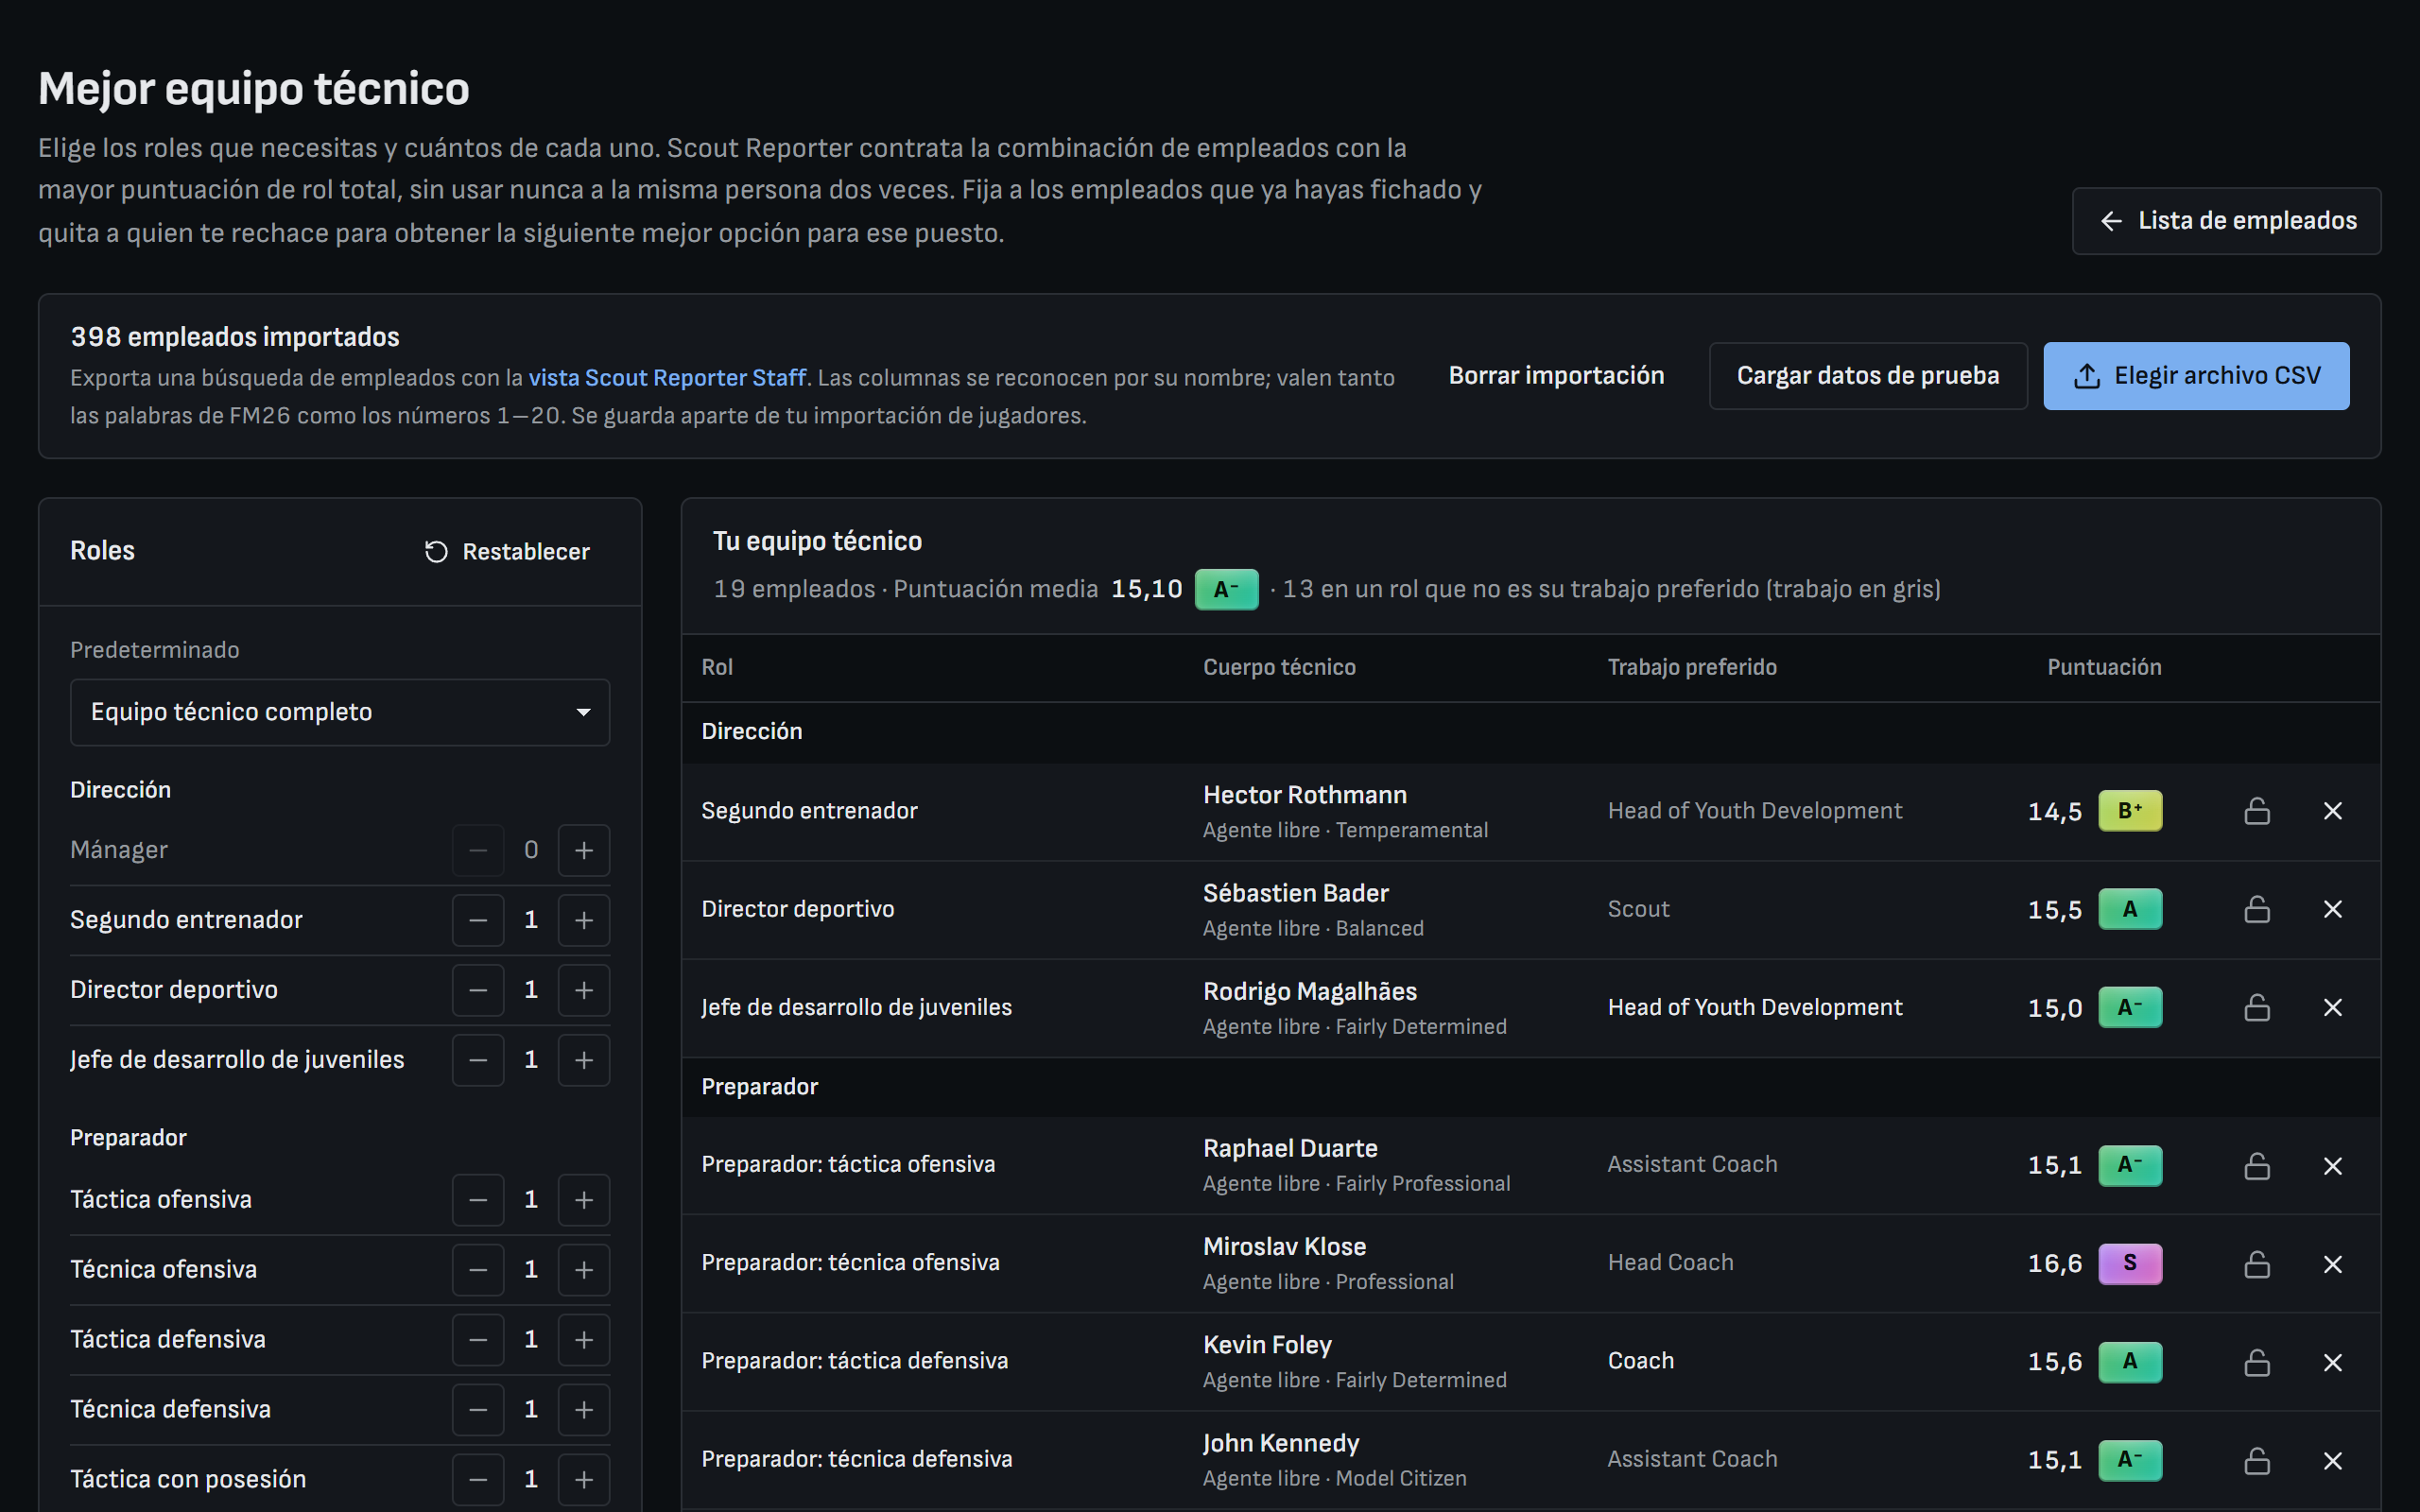 Mejor equipo técnico
Elige los roles que necesitas y cuántos de cada uno. Scout Reporter contrata la combinación de empleados con la
mayor puntuación de rol total, sin usar nunca a la misma persona dos veces. Fija a los empleados que ya hayas fichado y
quita a quien te rechace para obtener la siguiente mejor opción para ese puesto.
Lista de empleados
398 empleados importados
Exporta una búsqueda de empleados con la vista Scout Reporter Staff. Las columnas se reconocen por su nombre; valen tanto
las palabras de FM26 como los números 1–20. Se guarda aparte de tu importación de jugadores.
Borrar importación
Cargar datos de prueba
Elegir archivo CSV
Roles
Restablecer
Predeterminado
Equipo técnico completo
Dirección
Mánager 0
Segundo entrenador 1
Director deportivo 1
Jefe de desarrollo de juveniles 1
Preparador
Táctica ofensiva 1
Técnica ofensiva 1
Táctica defensiva 1
Técnica defensiva 1
Táctica con posesión 1
Tu equipo técnico
19 empleados · Puntuación media 15,10 A⁻ · 13 en un rol que no es su trabajo preferido (trabajo en gris)
Rol Cuerpo técnico Trabajo preferido Puntuación
Dirección
Segundo entrenador Hector Rothmann Head of Youth Development 14,5 B⁺
Agente libre · Temperamental
Director deportivo Sébastien Bader Scout 15,5 A
Agente libre · Balanced
Jefe de desarrollo de juveniles Rodrigo Magalhães Head of Youth Development 15,0 A⁻
Agente libre · Fairly Determined
Preparador
Preparador: táctica ofensiva Raphael Duarte Assistant Coach 15,1 A⁻
Agente libre · Fairly Professional
Preparador: técnica ofensiva Miroslav Klose Head Coach 16,6 S
Agente libre · Professional
Preparador: táctica defensiva Kevin Foley Coach 15,6 A
Agente libre · Fairly Determined
Preparador: técnica defensiva John Kennedy Assistant Coach 15,1 A⁻
Agente libre · Model Citizen